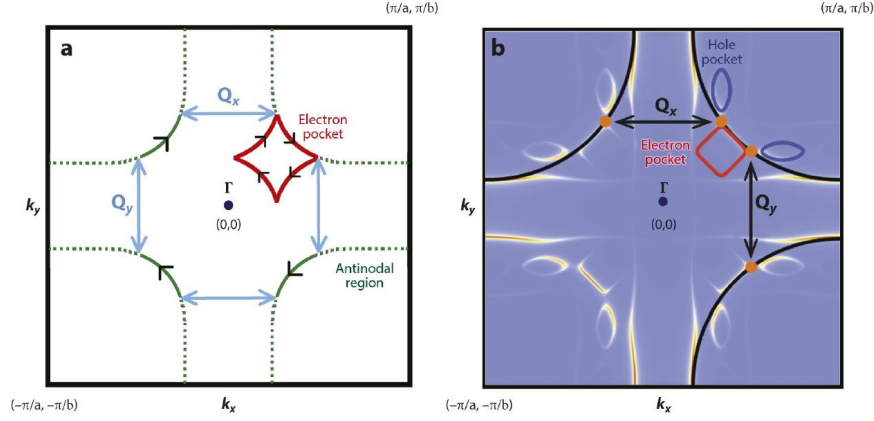 (π/a, π/b)
a
Qx
Electron
pocket
Γ
(0,0)
Qy
ky
Antinodal
region
(–π/a, –π/b)
kx
(π/a, π/b)
b
Hole
pocket
Qx
Electron
pocket
Γ
(0,0)
Qy
ky
(–π/a, –π/b)
kx